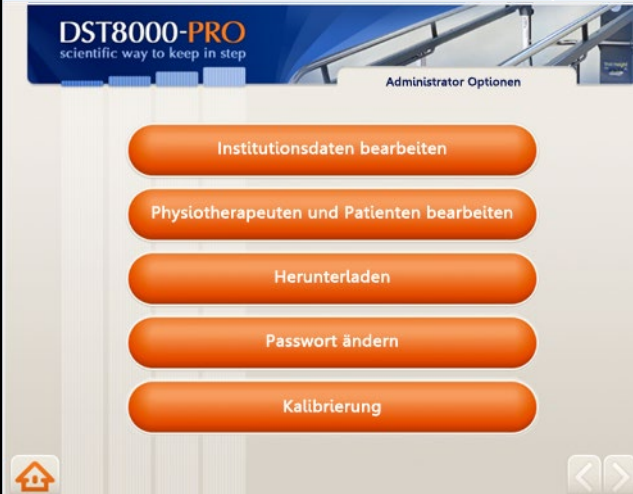 DST8000-PRO
scientific way to keep in step
Administrator Optionen
Institutionsdaten bearbeiten
Physiotherapeuten und Patienten bearbeiten
Herunterladen
Passwort ändern
Kalibrierung